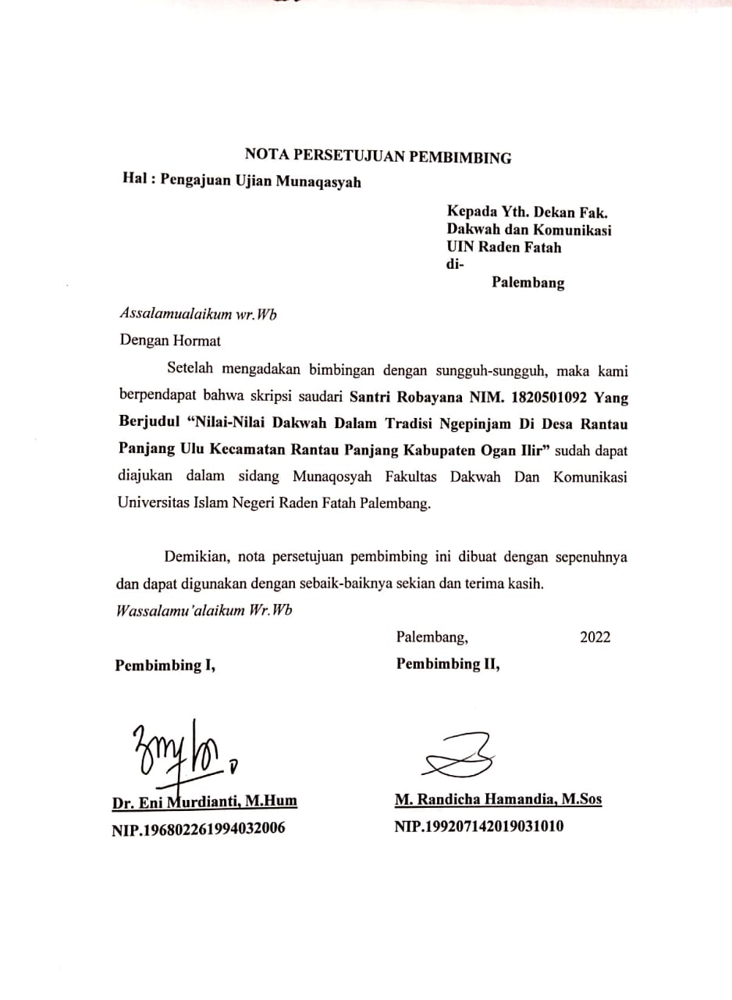 NOTA PERSETUJUAN PEMBIMBING
Hal : Pengajuan Ujian Munaqasyah
Kepada Yth. Dekan Fak.
Dakwah dan Komunikasi
UIN Raden Fatah
di-
Palembang
Assalamualaikum wr.Wb
Dengan Hormat
Setelah mengadakan bimbingan dengan sungguh-sungguh, maka kami
berpendapat bahwa skripsi saudari Santri Robayana NIM. 1820501092 Yang
Berjudul “Nilai-Nilai Dakwah Dalam Tradisi Ngepinjam Di Desa Rantau
Panjang Ulu Kecamatan Rantau Panjang Kabupaten Ogan Ilir” sudah dapat
diajukan dalam sidang Munaqosyah Fakultas Dakwah Dan Komunikasi
Universitas Islam Negeri Raden Fatah Palembang.
Demikian, nota persetujuan pembimbing ini dibuat dengan sepenuhnya
dan dapat digunakan dengan sebaik-baiknya sekian dan terima kasih.
Wassalamu’alaikum Wr.Wb
Palembang, 2022
Pembimbing I, Pembimbing II,
Dr. Eni Murdianti, M.Hum M. Randicha Hamandia, M.Sos
NIP.196802261994032006 NIP.199207142019031010